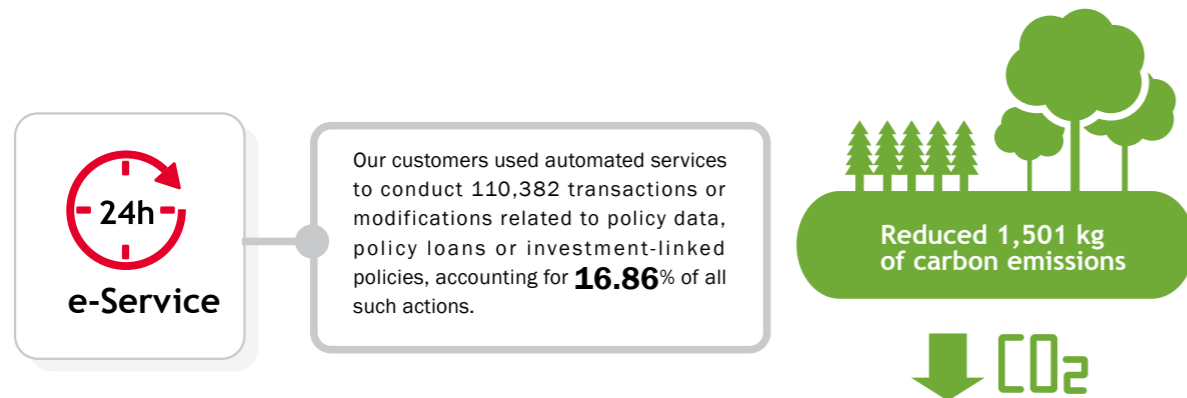 24h
e-Service
Our customers used automated services
to conduct 110,382 transactions or
modifications related to policy data,
policy loans or investment-linked
policies, accounting for 16.86% of all
such actions.
Reduced 1,501 kg
of carbon emissions
CO2